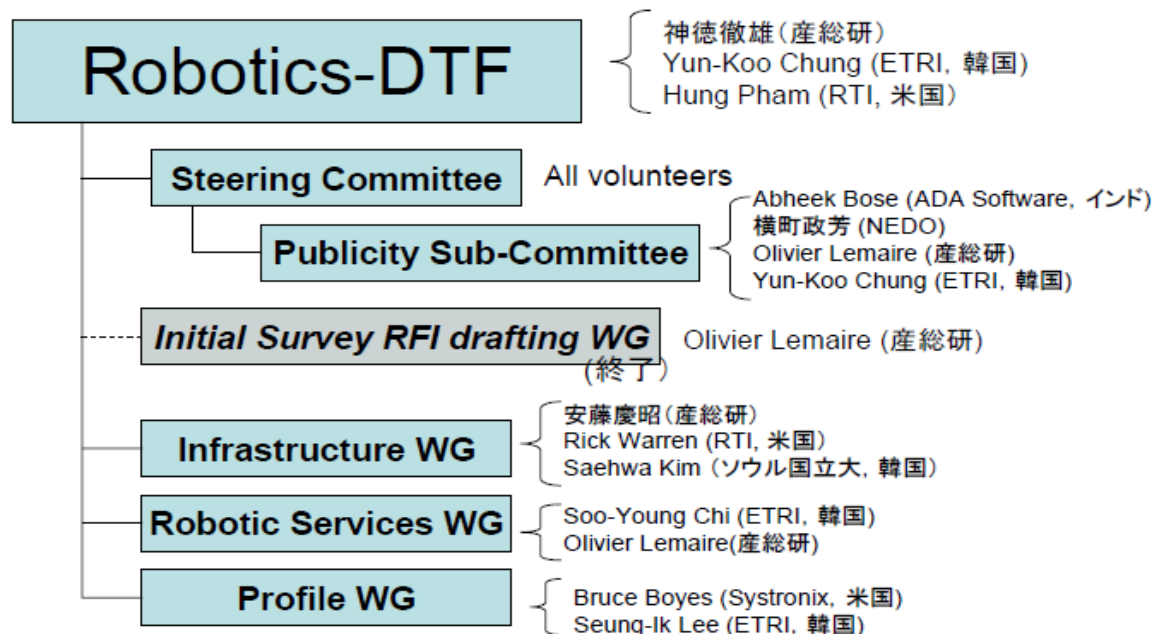 Robotics-DTF
神徳徹雄(産総研)
Yun-Koo Chung (ETRI, 韓国)
Hung Pham (RTI, 米国)
Steering Committee
All volunteers
Publicity Sub-Committee
Abheek Bose (ADA Software, インド)
横町政芳 (NEDO)
Olivier Lemaire (産総研)
Yun-Koo Chung (ETRI, 韓国)
Initial Survey RFI drafting WG
(終了)
Olivier Lemaire (産総研)
Infrastructure WG
安藤慶昭(産総研)
Rick Warren (RTI, 米国)
Saehwa Kim (ソウル国立大, 韓国)
Robotic Services WG
Soo-Young Chi (ETRI, 韓国)
Olivier Lemaire(産総研)
Profile WG
Bruce Boyes (Systronix, 米国)
Seung-Ik Lee (ETRI, 韓国)